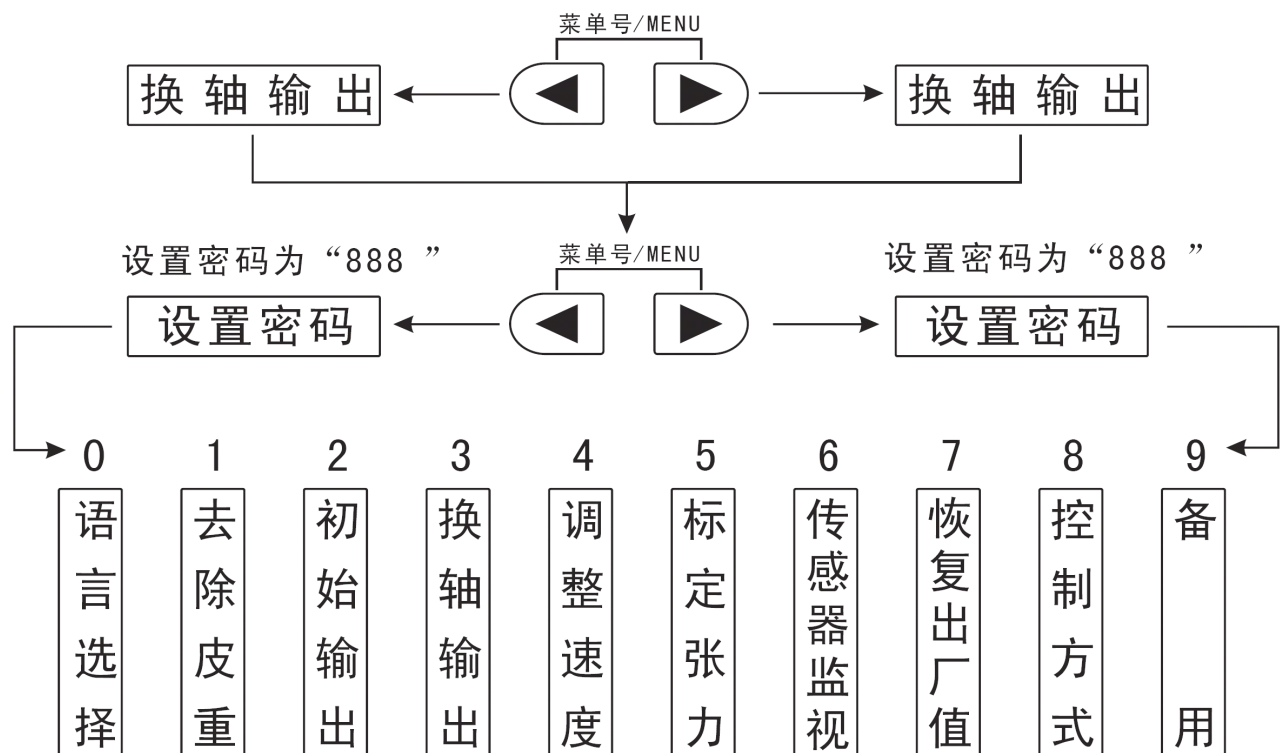 菜单号/MENU
换轴输出
换轴输出
设置密码为“888 ”
菜单号/MENU
设置密码为“888 ”
设置密码
设置密码
0 1 2 3 4 5 6 7 8 9
语言选择
去除皮重
初始输出
换轴输出
调整速度
标定张力
传感器监视
恢复出厂值
控制方式
备用